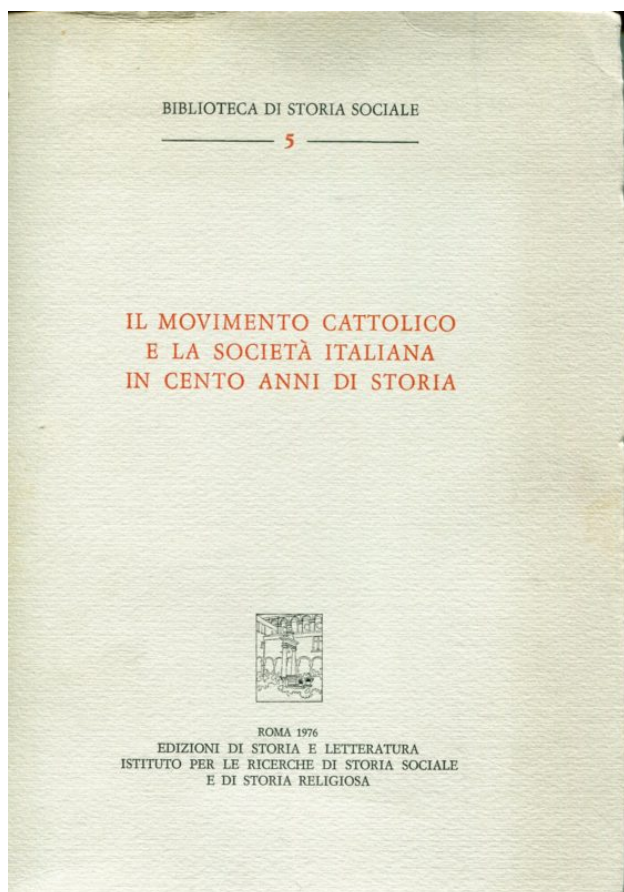 BIBLIOTECA DI STORIA SOCIALE
5
IL MOVIMENTO CATTOLICO
E LA SOCIETÀ ITALIANA
IN CENTO ANNI DI STORIA
ROMA 1976
EDIZIONI DI STORIA E LETTERATURA
ISTITUTO PER LE RICERCHE DI STORIA SOCIALE
E DI STORIA RELIGIOSA